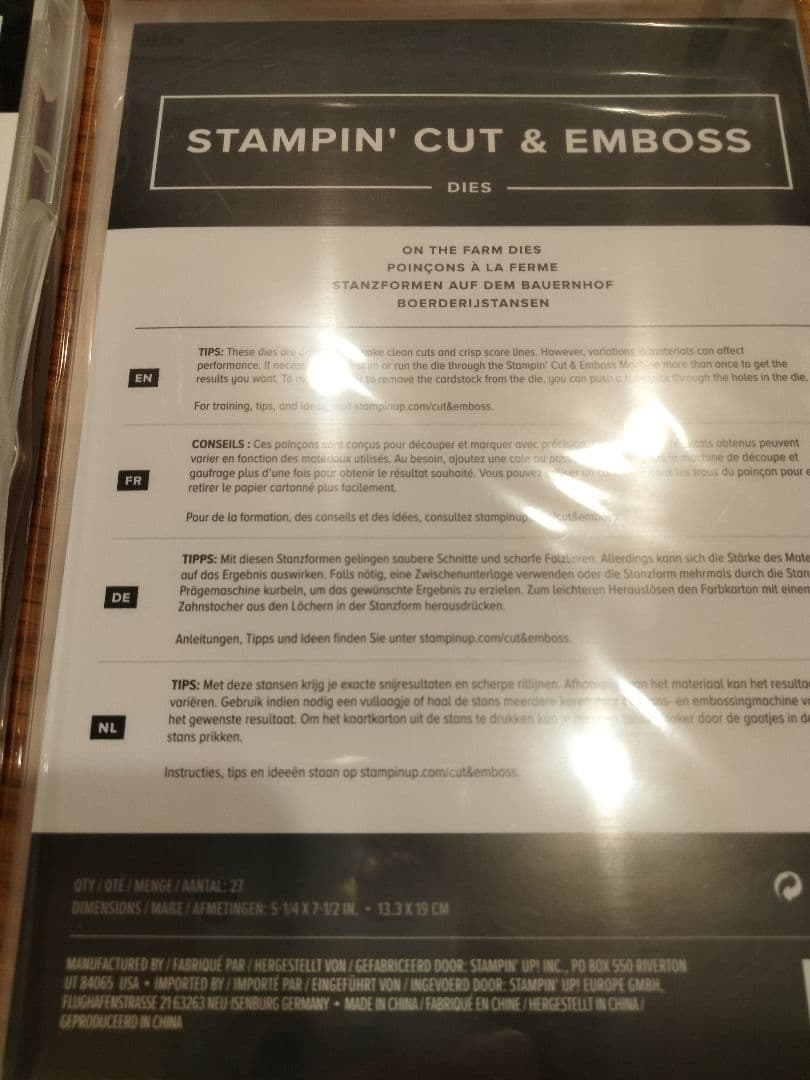 STAMPIN' CUT & EMBOSS
DIES
ON THE FARM DIES
POINÇONS À LA FERME
STANZFORMEN AUF DEM BAUERNHOF
BOERDERIJSTANSEN
EN
TIPS: These dies are make clean cuts and crisp score lines. However, variations in materials can affect
performance. If or run the die through the Stampin' Cut & Emboss Machine more than once to get the
results you want. To to remove the cardstock from the die, you can push a through the holes in the die.
For training, tips, and stampinup.com/cut&emboss.
FR
CONSEILS : Ces poinçons sont conçus pour découper et marquer avec obtenus peuvent
varier en fonction des matériaux utilisés. Au besoin, ajoutez une cale ou machine de découpe et
gaufrage plus d'une fois pour obtenir le résultat souhaité. Vous pouvez les trous du poinçon pour
retirer le papier cartonné plus facilement.
Pour de la formation, des conseils et des idées, consultez
DE
TIPPS: Mit diesen Stanzformen gelingen saubere Schnitte und scharfe Falzlinien. Allerdings kann sich die Stärke des
auf das Ergebnis auswirken. Falls nötig, eine Zwischenunterlage verwenden oder die Stanzform mehrmals durch die
Prägemaschine kurbeln, um das gewünschte Ergebnis zu erzielen. Zum leichteren Herauslösen den Farbkarton mit einem
Zahnstocher aus den Löchern in der Stanzform herausdrücken.
Anleitungen, Tipps und Ideen finden Sie unter stampinup.com/cut&emboss.
NL
TIPS: Met deze stansen krijg je exacte snijresultaten en scherpe rillijnen. van het materiaal kan het
variëren. Gebruik indien nodig een vullaagje of haal de stans meerdere keren en embossingmachine
het gewenste resultaat. Om het kaartkarton uit de stans te drukken kun je door de gaatjes in de
stans prikken.
Instructies, tips en ideeën staan op stampinup.com/cut&emboss.
QTY / QTÉ / MENGE / AANTAL: 27
DIMENSIONS / MAßE / AFMETINGEN: 5-1/4 X 7-1/2 IN. • 13.3 X 19 CM
MANUFACTURED BY / FABRIQUÉ PAR / HERGESTELLT VON / GEFABRICEERD DOOR: STAMPIN' UP! INC., PO BOX 550 RIVERTON
UT 84065 USA • IMPORTED BY / IMPORTÉ PAR / EINGEFÜHRT VON / INGEVOERD DOOR: STAMPIN' UP! EUROPE GMBH,
FLUGHAFENSTRASSE 21 63263 NEU ISENBURG GERMANY • MADE IN CHINA / FABRIQUÉ EN CHINE / HERGESTELLT IN CHINA /
GEPRODUCEERD IN CHINA